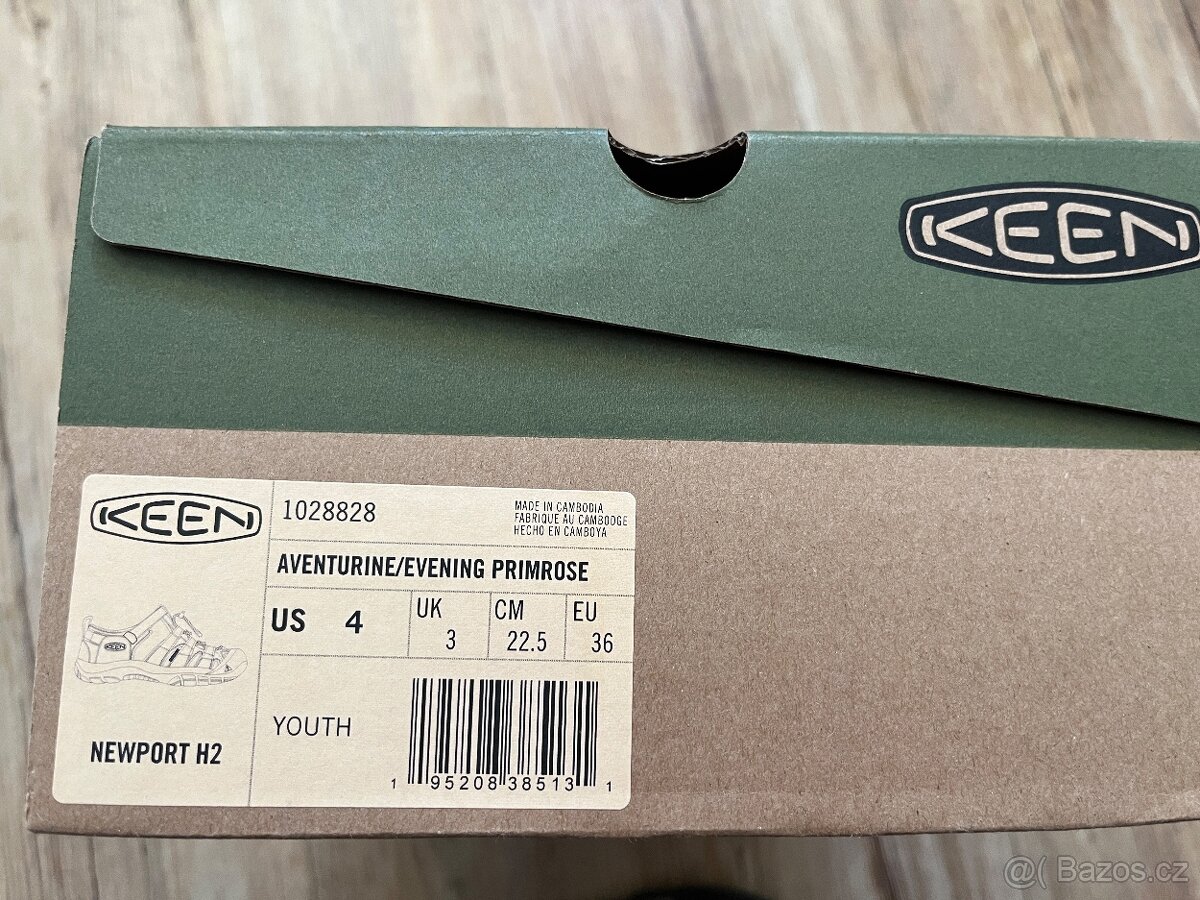 KEEN
KEEN
1028828
MADE IN CAMBODIA
FABRIQUE AU CAMBODGE
HECHO EN CAMBOYA
AVENTURINE/EVENING PRIMROSE
US 4
UK 3
CM 22.5
EU 36
KEEN
NEWPORT H2
YOUTH
1 95208 38513 1
@( Bazos.cz